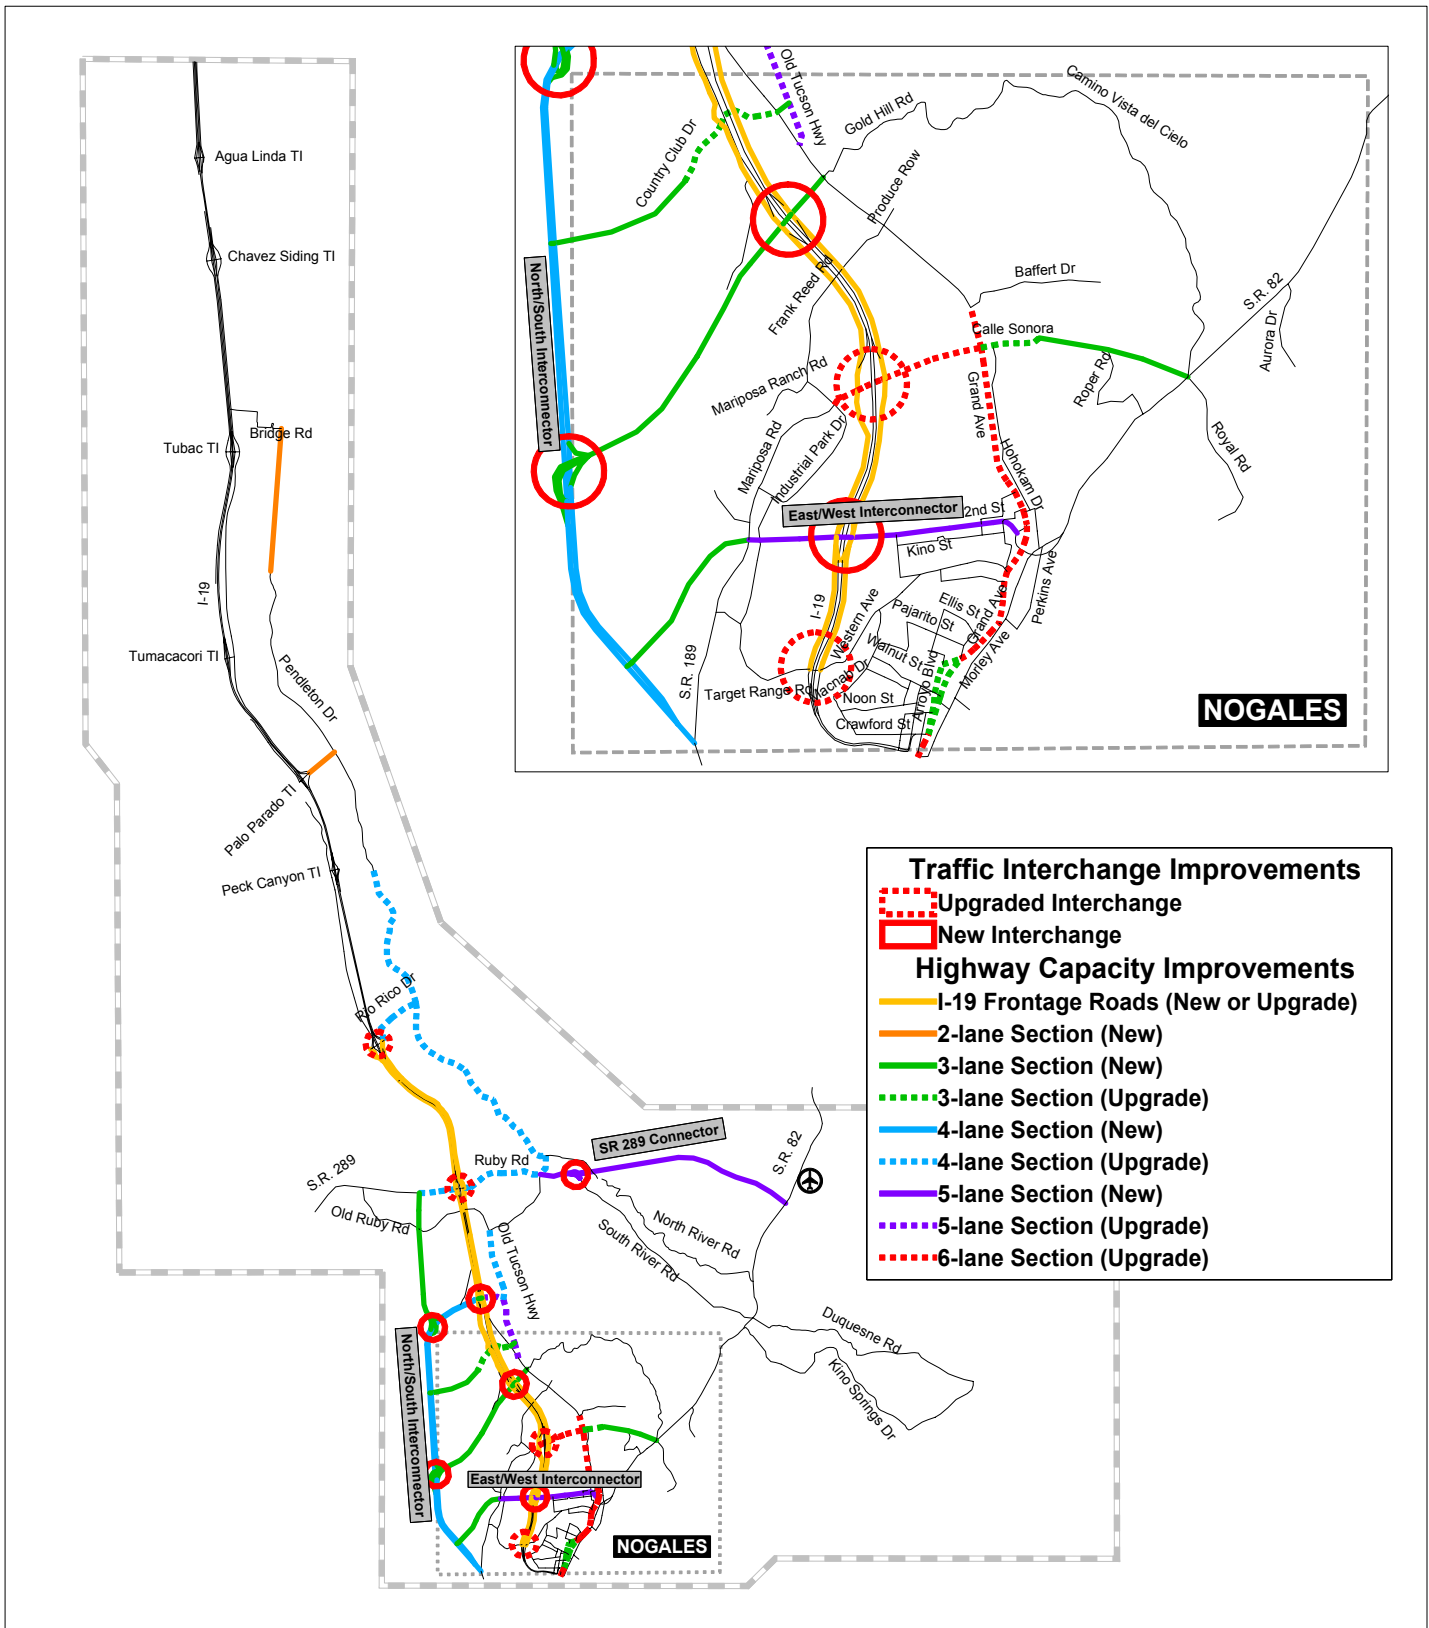 Old Tucson Hwy
Camino Vista del Cielo
Gold Hill Rd
Country Club Dr
Produce Row
Baffert Dr
S.R. 82
Aurora Dr
North/South Interconnector
Frank Reed Rd
Calle Sonora
Mariposa Ranch Rd
Grand Ave
Roper Rd
Royal Rd
Mariposa Rd
Industrial Park Dr
Hohokam Dr
East/West Interconnector
2nd St
Kino St
Perkins Ave
I-19
Western Ave
Ellis St
Pajarito St
Grand Ave
Walnut St
Morley Ave
S.R. 189
Target Range Rd
Macnab Dr
Arroyo Blvd
Noon St
Crawford St
NOGALES
Agua Linda TI
Chavez Siding TI
Bridge Rd
Tubac TI
I-19
Tumacacori TI
Pendleton Dr
Palo Parado TI
Peck Canyon TI
Rio Rico Dr
SR 289 Connector
Ruby Rd
S.R. 82
S.R. 289
Old Ruby Rd
Old Tucson Hwy
North River Rd
South River Rd
Duquesne Rd
Kino Springs Dr
North/South Interconnector
East/West Interconnector
NOGALES
Traffic Interchange Improvements
Upgraded Interchange
New Interchange
Highway Capacity Improvements
I-19 Frontage Roads (New or Upgrade)
2-lane Section (New)
3-lane Section (New)
3-lane Section (Upgrade)
4-lane Section (New)
4-lane Section (Upgrade)
5-lane Section (New)
5-lane Section (Upgrade)
6-lane Section (Upgrade)